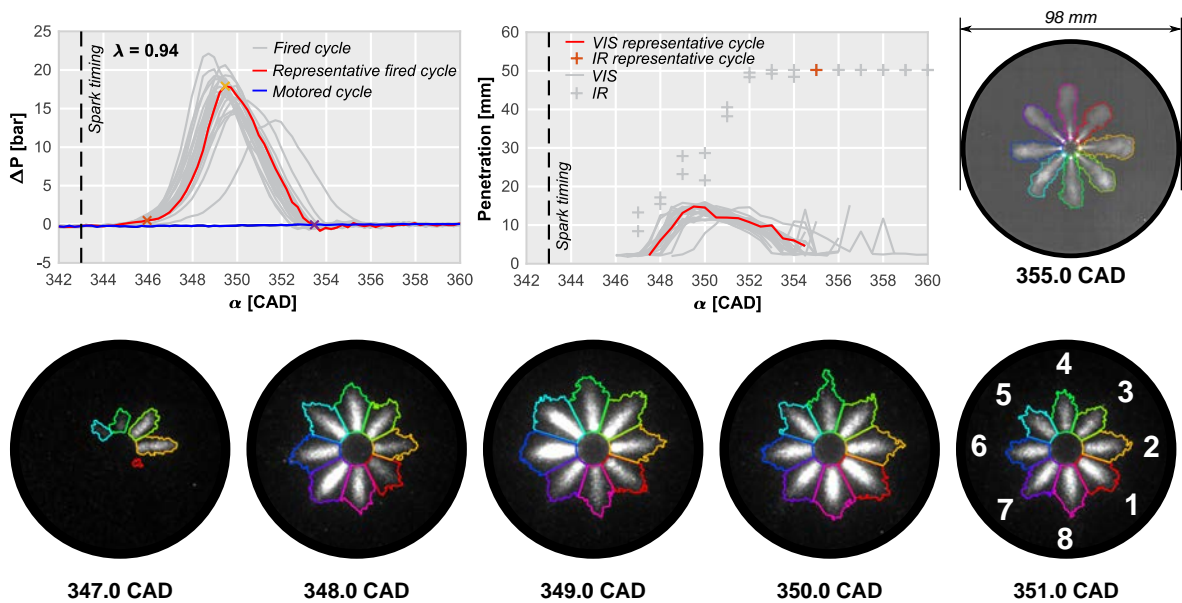 λ = 0.94
Fired cycle
Representative fired cycle
Motored cycle
Spark timing
ΔP [bar]
25
20
15
10
5
0
-5
342 344 346 348 350 352 354 356 358 360
α [CAD]
VIS representative cycle
IR representative cycle
VIS
IR
Spark timing
Penetration [mm]
60
50
40
30
20
10
0
342 344 346 348 350 352 354 356 358 360
α [CAD]
98 mm
355.0 CAD
4
5 3
6 2
7 1
8
347.0 CAD 348.0 CAD 349.0 CAD 350.0 CAD 351.0 CAD